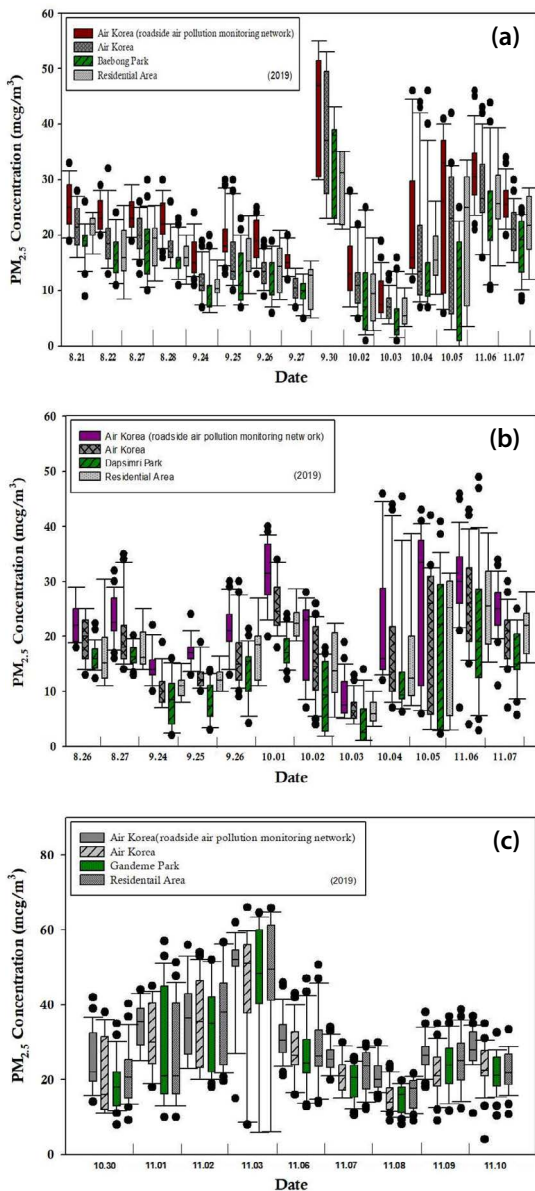 (a)
Air Korea (roadside air pollution monitoring network)
Air Korea
Baebong Park
Residential Area
(2019)
PM2.5 Concentration (mcg/m3)
60
50
40
30
20
10
0
8.21 8.22 8.27 8.28 9.24 9.25 9.26 9.27 9.30 10.02 10.03 10.04 10.05 11.06 11.07
Date
(b)
Air Korea (roadside air pollution monitoring network)
Air Korea
Dapsimri Park
Residential Area
(2019)
PM2.5 Concentration (mcg/m3)
60
50
40
30
20
10
0
8.26 8.27 9.24 9.25 9.26 10.01 10.02 10.03 10.04 10.05 11.06 11.07
Date
(c)
Air Korea(roadside air pollution monitoring network)
Air Korea
Gandeme Park
Residentail Area
(2019)
PM2.5 Concentration (mcg/m3)
80
60
40
20
0
10.30 11.01 11.02 11.03 11.06 11.07 11.08 11.09 11.10
Date